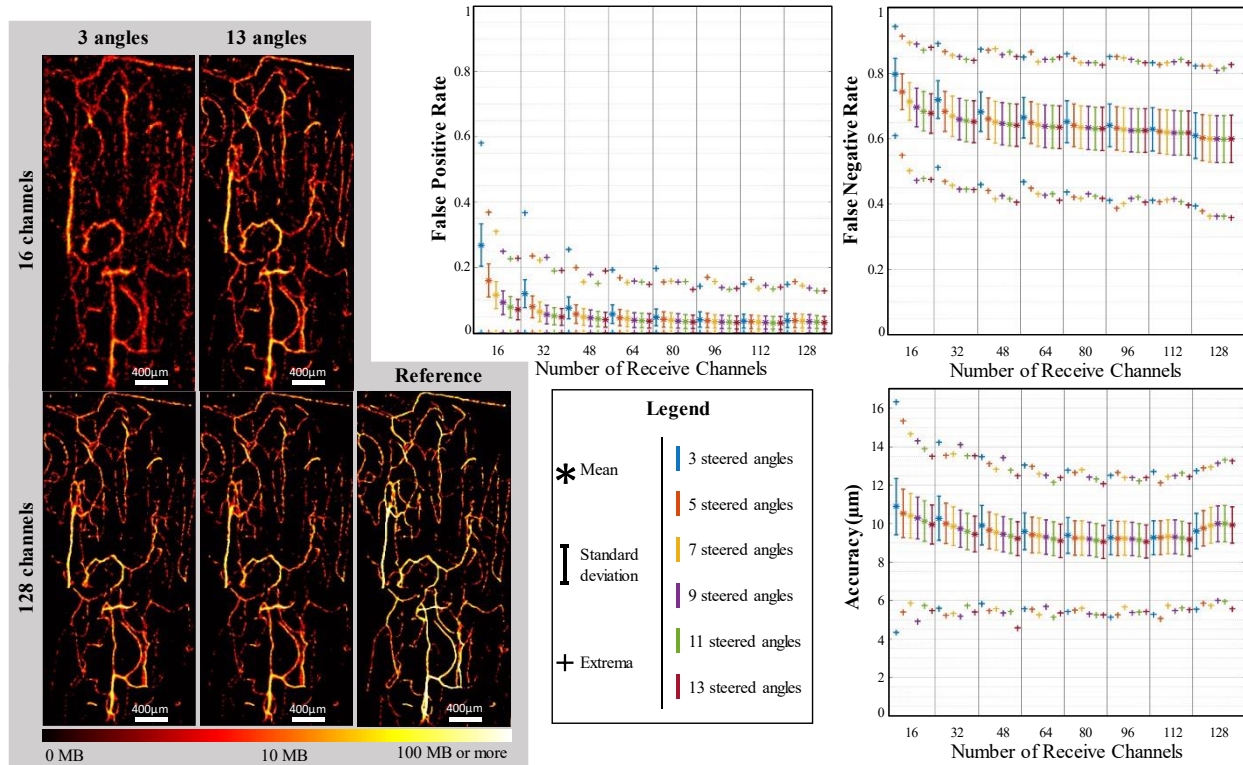 3 angles
13 angles
16 channels
400µm
400µm
128 channels
Reference
400µm
400µm
400µm
0 MB
10 MB
100 MB or more
False Positive Rate
1
0.8
0.6
0.4
0.2
0
16
32
48
64
80
96
112
128
Number of Receive Channels
False Negative Rate
1
0.8
0.6
0.4
0.2
0
16
32
48
64
80
96
112
128
Number of Receive Channels
Legend
Mean
Standard
deviation
Extrema
3 steered angles
5 steered angles
7 steered angles
9 steered angles
11 steered angles
13 steered angles
Accuracy (µm)
16
14
12
10
8
6
4
2
0
16
32
48
64
80
96
112
128
Number of Receive Channels